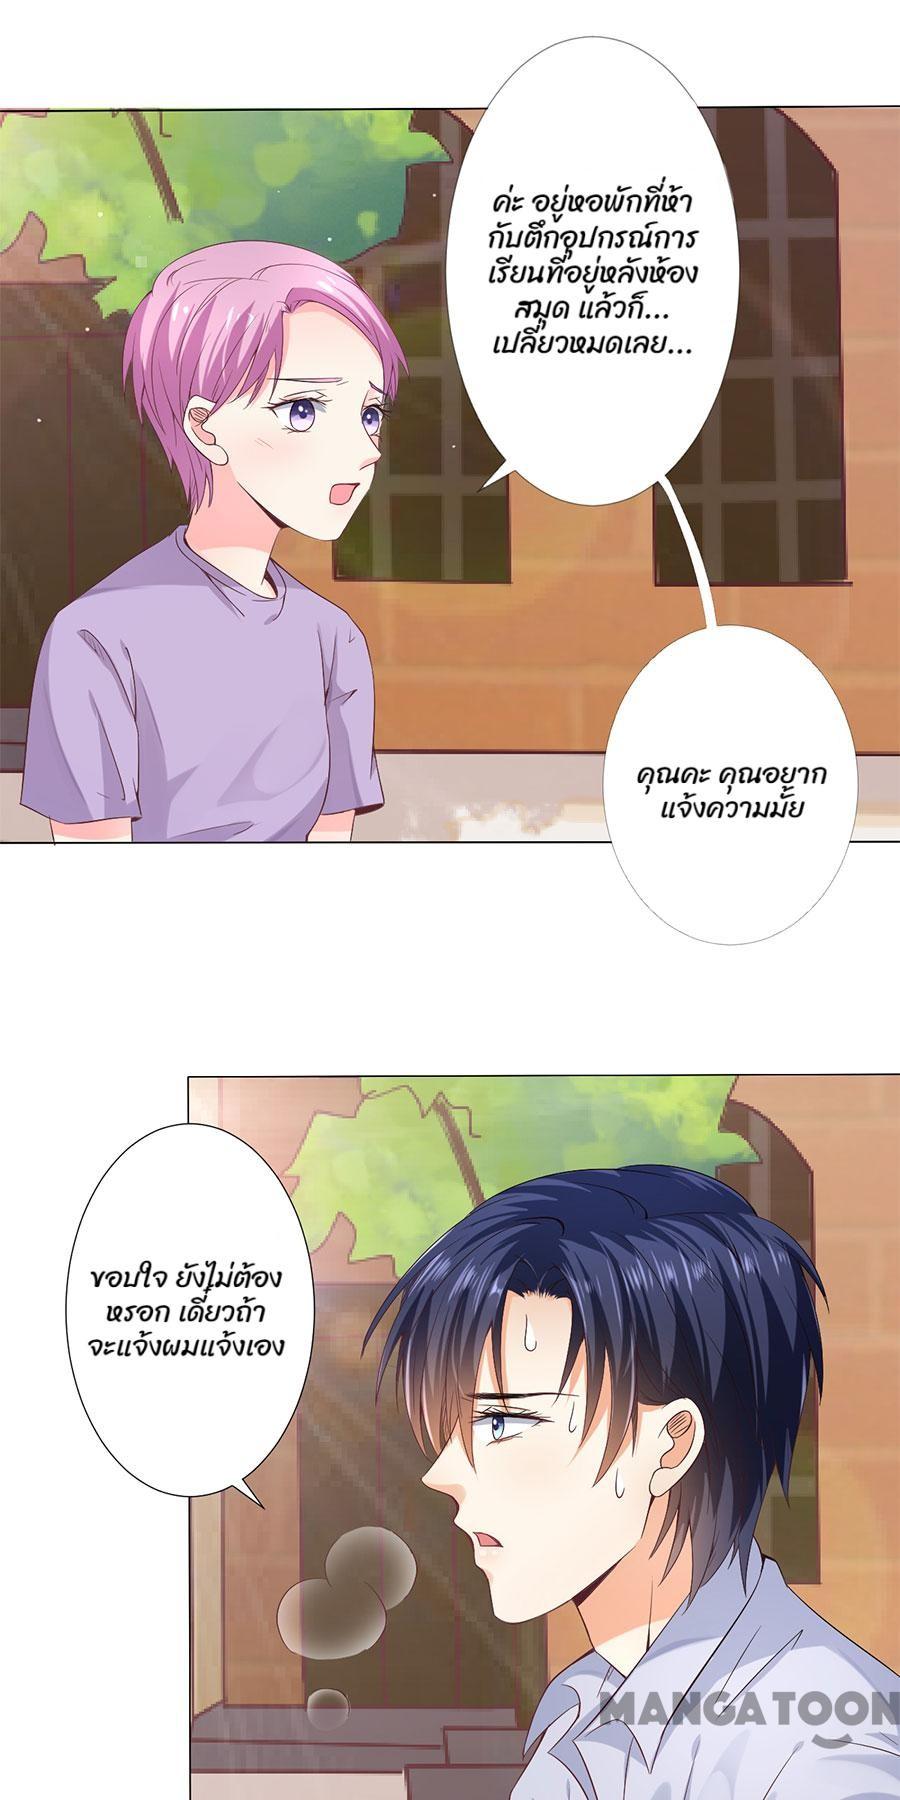 ค่ะ อยู่หอพักที่ห้า
กับตึกอุปกรณ์การ
เรียนที่อยู่หลังห้อง
สมุด แล้วก็...
เปลี่ยวหมดเลย...
คุณคะ คุณอยาก
แจ้งความมั้ย
ขอบใจ ยังไม่ต้อง
หรอก เดี๋ยวถ้า
จะแจ้งผมแจ้งเอง
MANGATOON